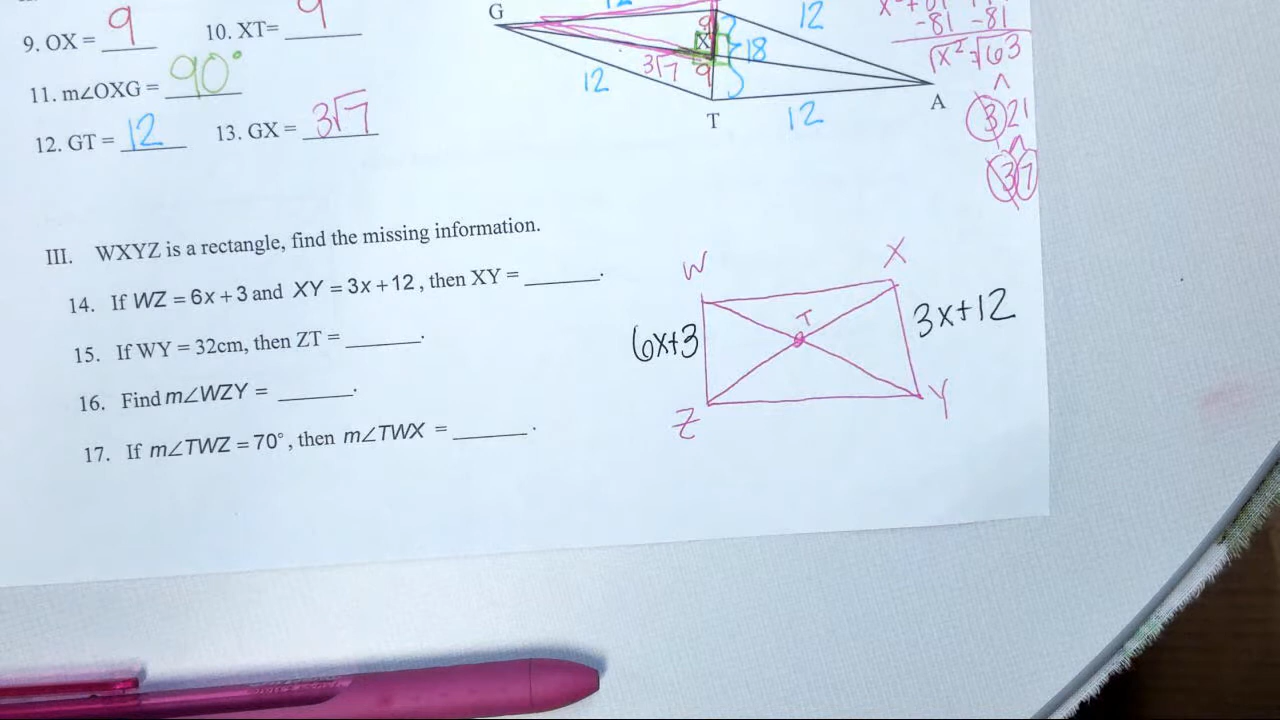 9. OX = 9
10. XT= 9
11. m∠OXG = 90°
12. GT = 12
13. GX = 3√7
G
12
9
X
18
12
3√7
9
12
T
12
A
-81 -81
√x² = √63
3 21
3 7
III. WXYZ is a rectangle, find the missing information.
14. If WZ = 6x + 3 and XY = 3x + 12, then XY = ______.
15. If WY = 32cm, then ZT = ______.
16. Find m∠WZY = ______.
17. If m∠TWZ = 70°, then m∠TWX = ______.
W
X
T
6x+3
3x+12
Z
Y